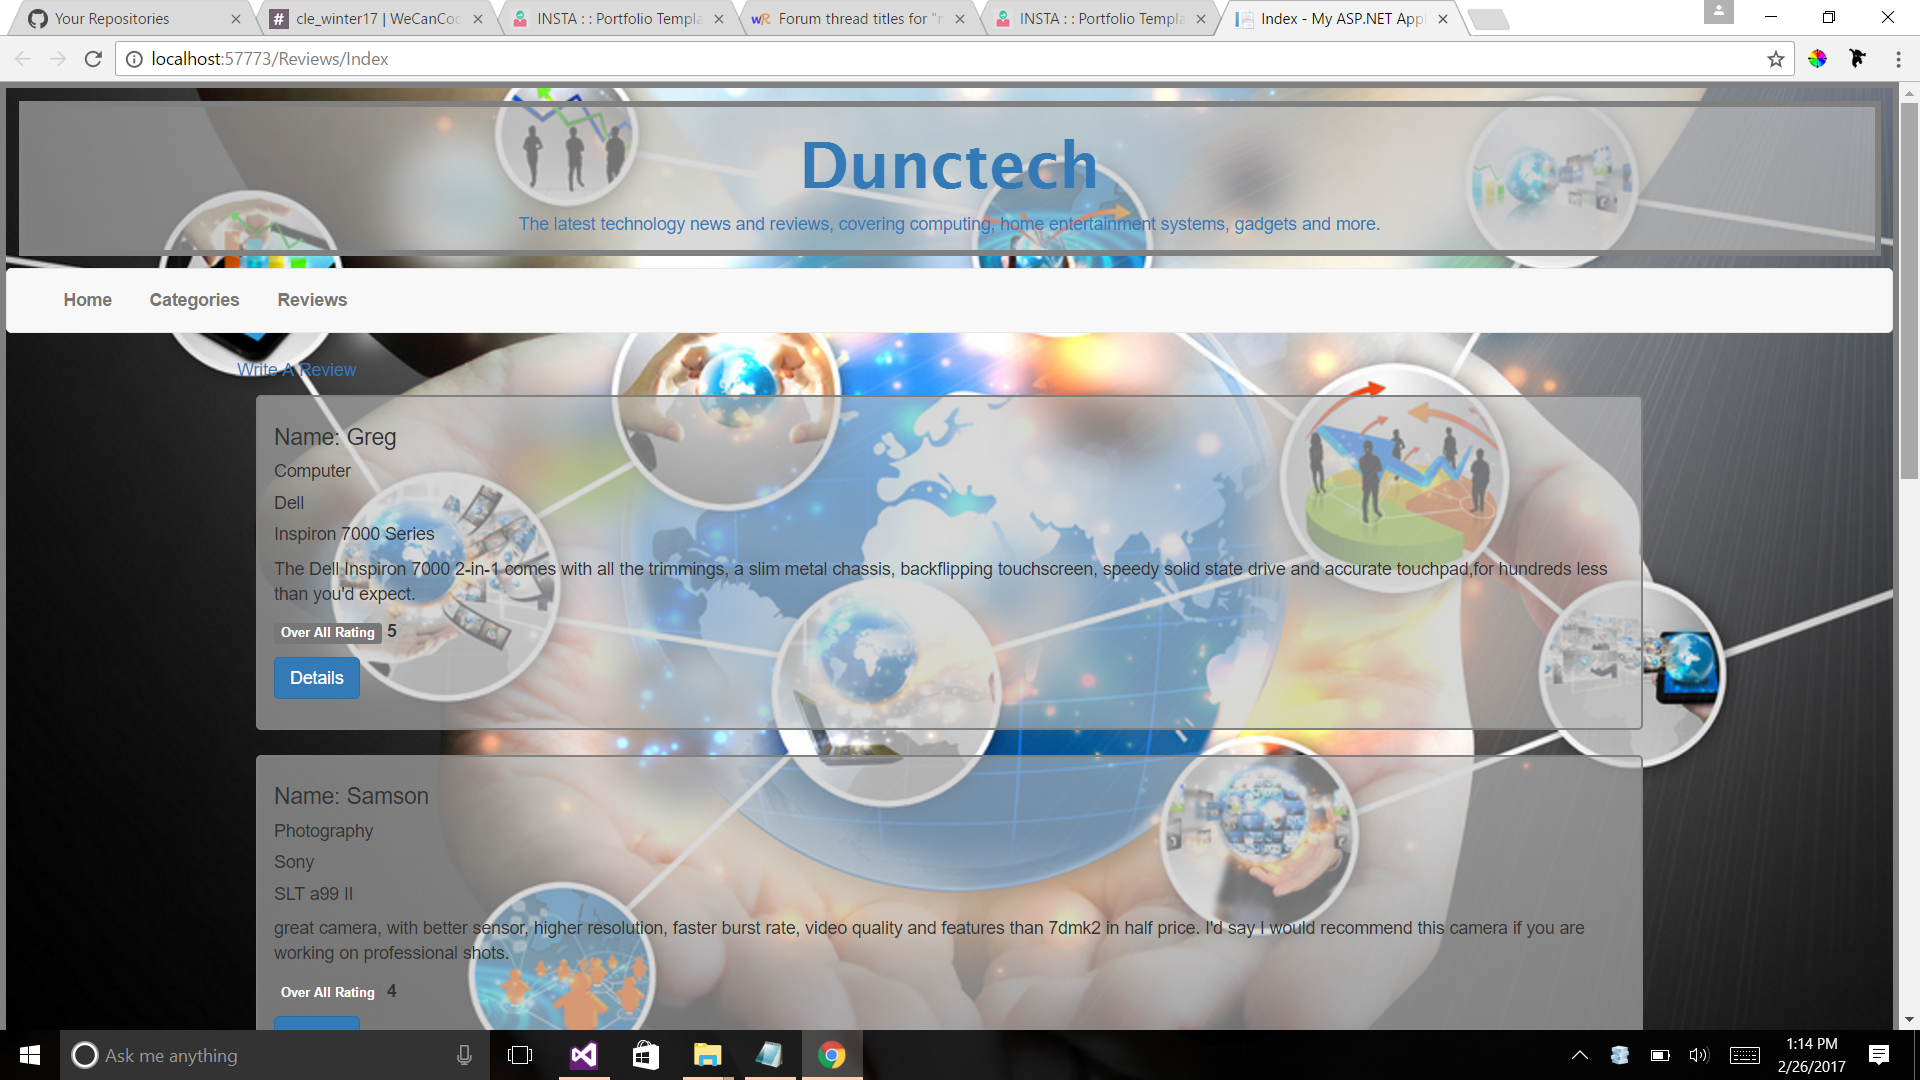 Your Repositories
cle_winter17 | WeCanCo
INSTA : : Portfolio Templa
Forum thread titles for "r
INSTA : : Portfolio Templa
Index - My ASP.NET Appl
localhost:57773/Reviews/Index
Dunctech
The latest technology news and reviews, covering computing, home entertainment systems, gadgets and more.
Home
Categories
Reviews
Write A Review
Name: Greg
Computer
Dell
Inspiron 7000 Series
The Dell Inspiron 7000 2-in-1 comes with all the trimmings, a slim metal chassis, backflipping touchscreen, speedy solid state drive and accurate touchpad,for hundreds less
than you'd expect.
Over All Rating 5
Details
Name: Samson
Photography
Sony
SLT a99 II
great camera, with better sensor, higher resolution, faster burst rate, video quality and features than 7dmk2 in half price. I'd say I would recommend this camera if you are
working on professional shots.
Over All Rating 4
Ask me anything
1:14 PM
2/26/2017